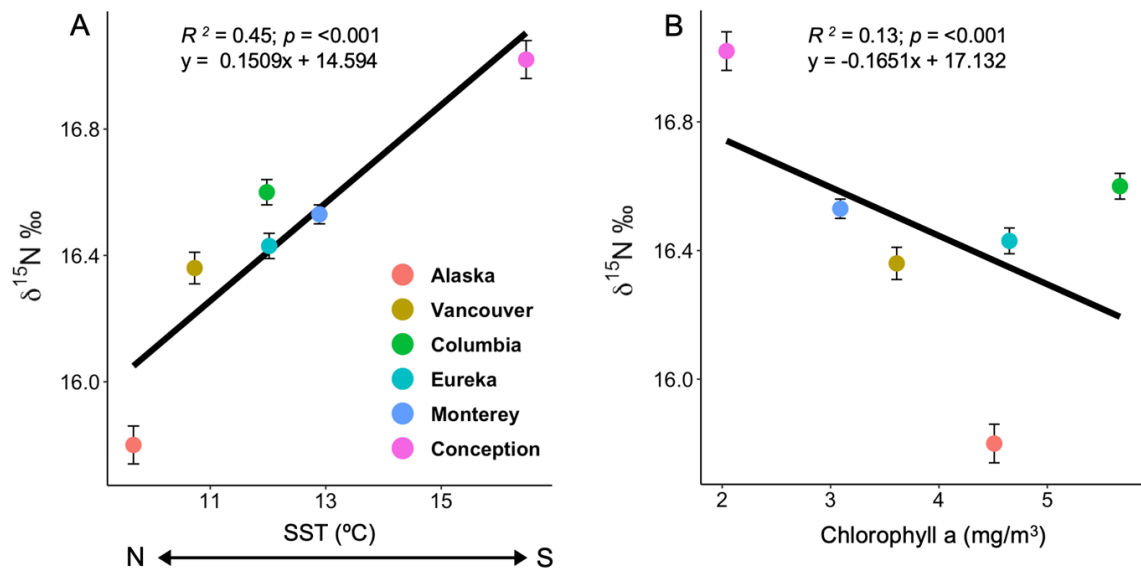 A
R ² = 0.45; p = <0.001
y = 0.1509x + 14.594
16.8
16.4
16.0
δ¹⁵N ‰
Alaska
Vancouver
Columbia
Eureka
Monterey
Conception
11 13 15
SST (ºC)
N S
B
R ² = 0.13; p = <0.001
y = -0.1651x + 17.132
16.8
16.4
16.0
δ¹⁵N ‰
2 3 4 5
Chlorophyll a (mg/m³)